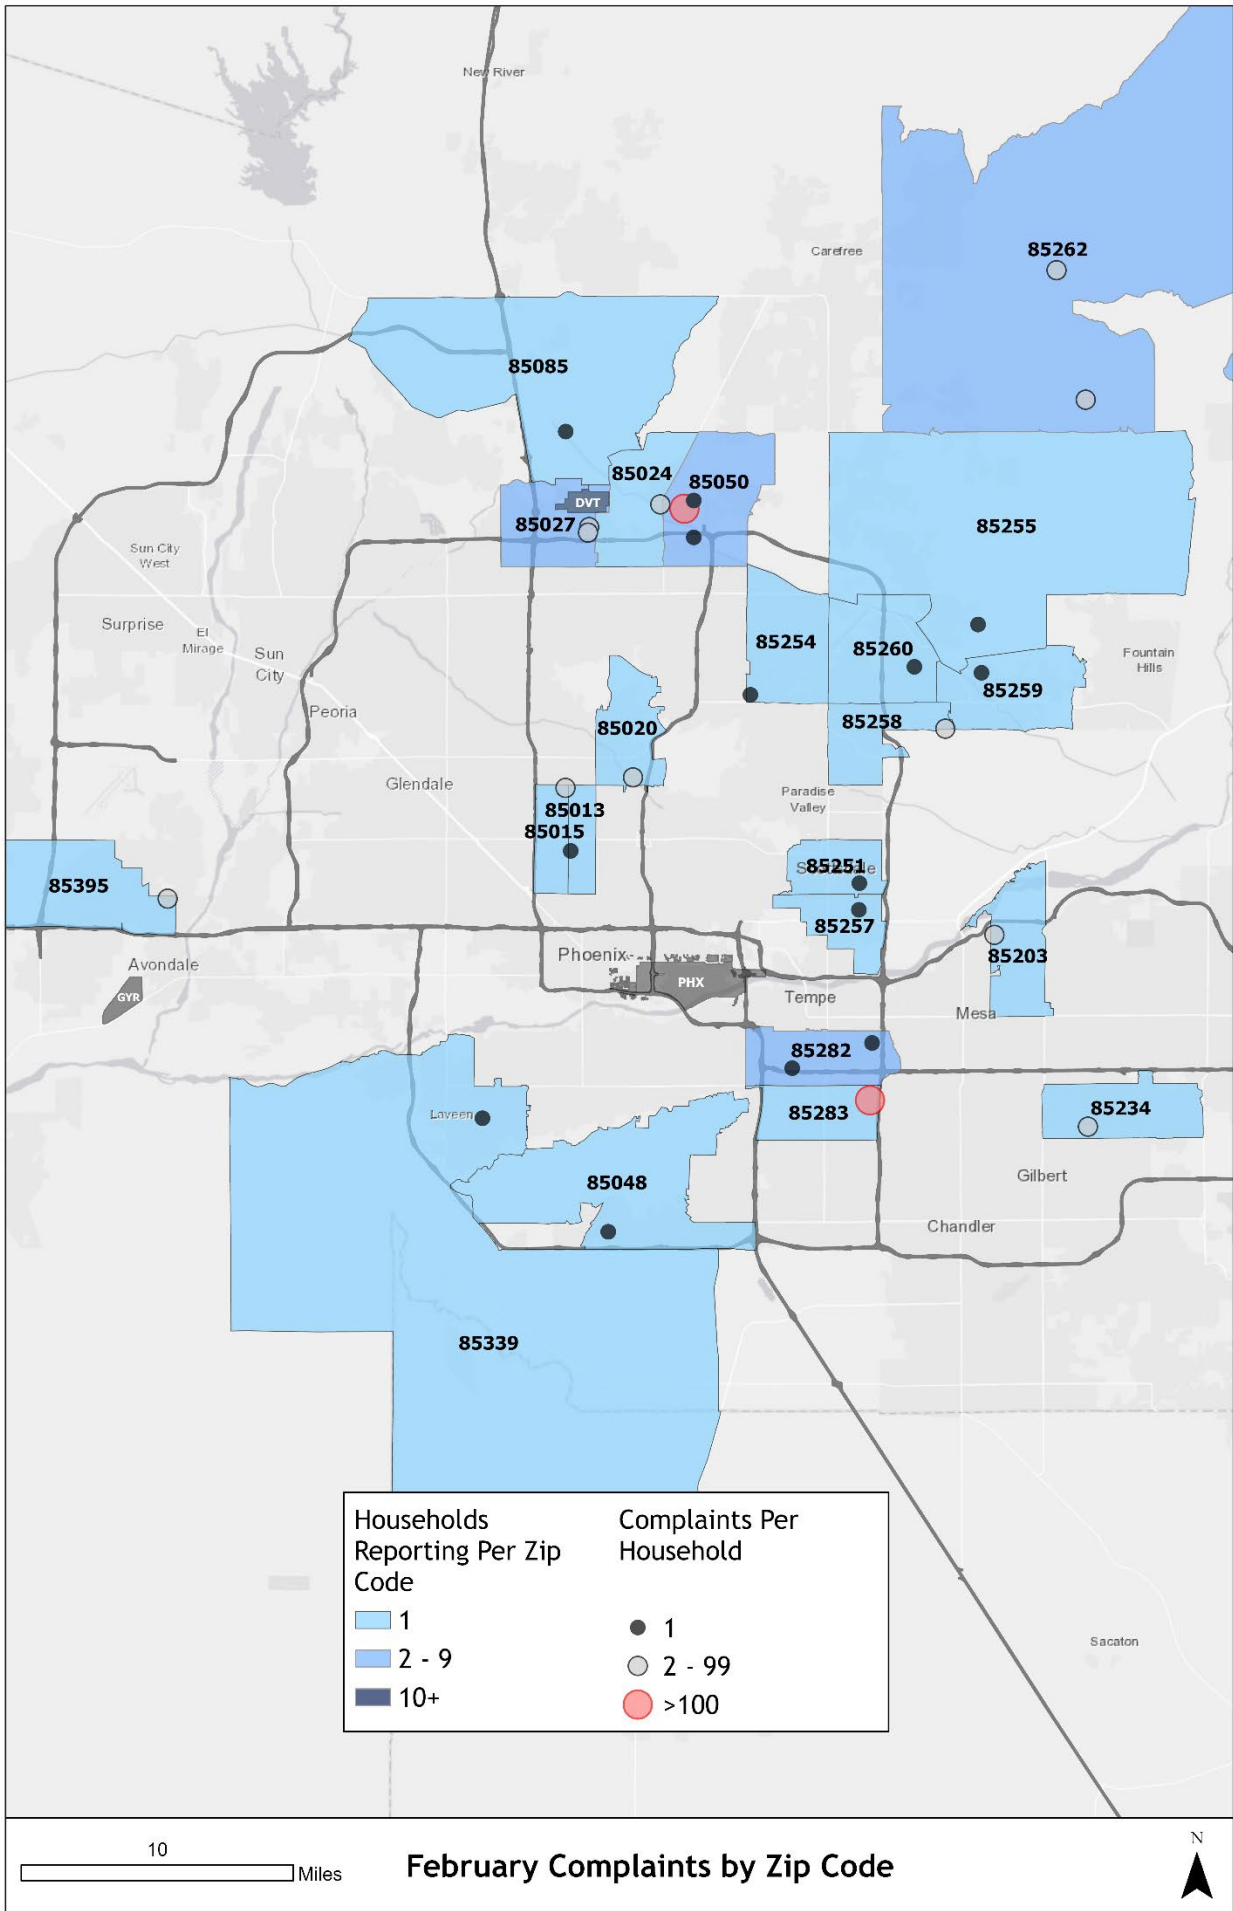 New River
Carefree
85262
85085
85024
85050
DVT
85027
85255
Sun City
West
Surprise
El
Mirage
Sun
City
85254
85260
Fountain
Hills
85259
Peoria
85258
85020
Glendale
Paradise
Valley
85013
85015
85251
85395
85257
Phoenix
85203
Avondale
PHX
GYR
Tempe
Mesa
85282
85283
85234
Laveen
85048
Gilbert
Chandler
85339
Households
Reporting Per Zip
Code
1
2 - 9
10+
Complaints Per
Household
1
2 - 99
>100
Sacaton
10
Miles
February Complaints by Zip Code
N